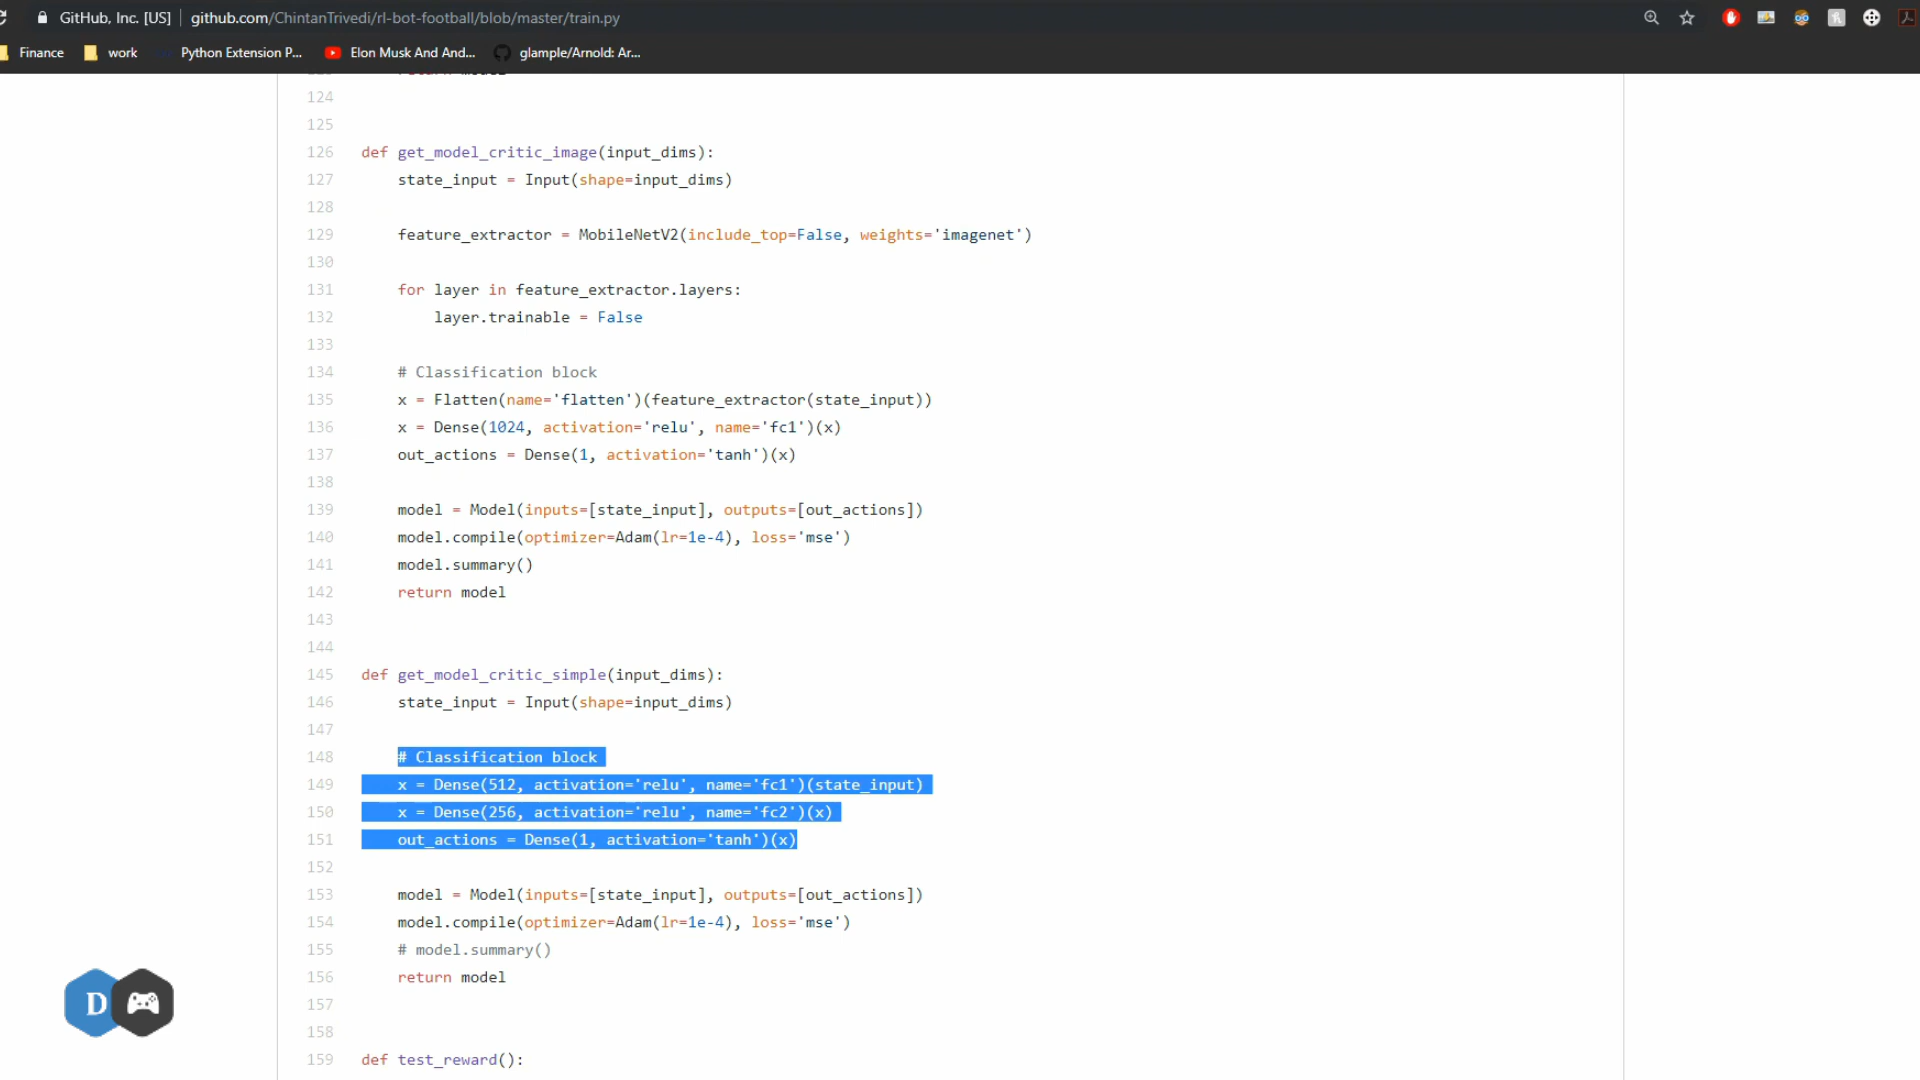 GitHub, Inc. [US] | github.com/ChintanTrivedi/rl-bot-football/blob/master/train.py
Finance work Python Extension P... Elon Musk And And... glample/Arnold: Ar...
124
125
126 def get_model_critic_image(input_dims):
127 state_input = Input(shape=input_dims)
128
129 feature_extractor = MobileNetV2(include_top=False, weights='imagenet')
130
131 for layer in feature_extractor.layers:
132 layer.trainable = False
133
134 # Classification block
135 x = Flatten(name='flatten')(feature_extractor(state_input))
136 x = Dense(1024, activation='relu', name='fc1')(x)
137 out_actions = Dense(1, activation='tanh')(x)
138
139 model = Model(inputs=[state_input], outputs=[out_actions])
140 model.compile(optimizer=Adam(lr=1e-4), loss='mse')
141 model.summary()
142 return model
143
144
145 def get_model_critic_simple(input_dims):
146 state_input = Input(shape=input_dims)
147
148 # Classification block
149 x = Dense(512, activation='relu', name='fc1')(state_input)
150 x = Dense(256, activation='relu', name='fc2')(x)
151 out_actions = Dense(1, activation='tanh')(x)
152
153 model = Model(inputs=[state_input], outputs=[out_actions])
154 model.compile(optimizer=Adam(lr=1e-4), loss='mse')
155 # model.summary()
156 return model
157
158
159 def test_reward():
D